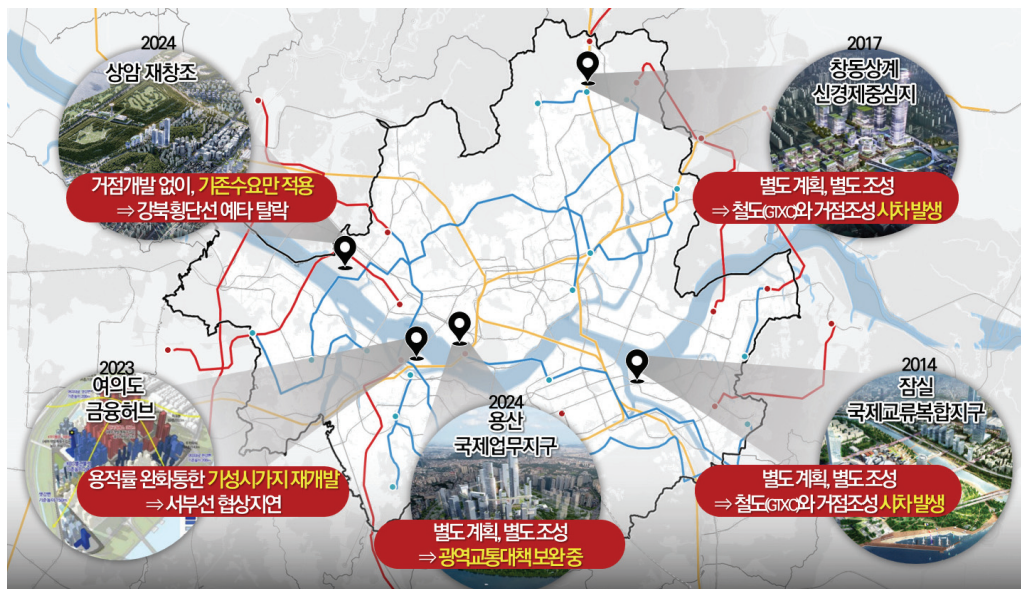 2024
상암 재창조
거점개발 없이, 기존수요만 적용
⇒ 강북횡단선 예타 탈락
2017
창동상계
신경제중심지
별도 계획, 별도 조성
⇒ 철도(GTXC)와 거점조성 시차 발생
2023
여의도
금융허브
용적률 완화통한 기성시가지 재개발
⇒ 서부선 협상지연
2024
용산
국제업무지구
별도 계획, 별도 조성
⇒ 광역교통대책 보완 중
2014
잠실
국제교류복합지구
별도 계획, 별도 조성
⇒ 철도(GTXC)와 거점조성 시차 발생